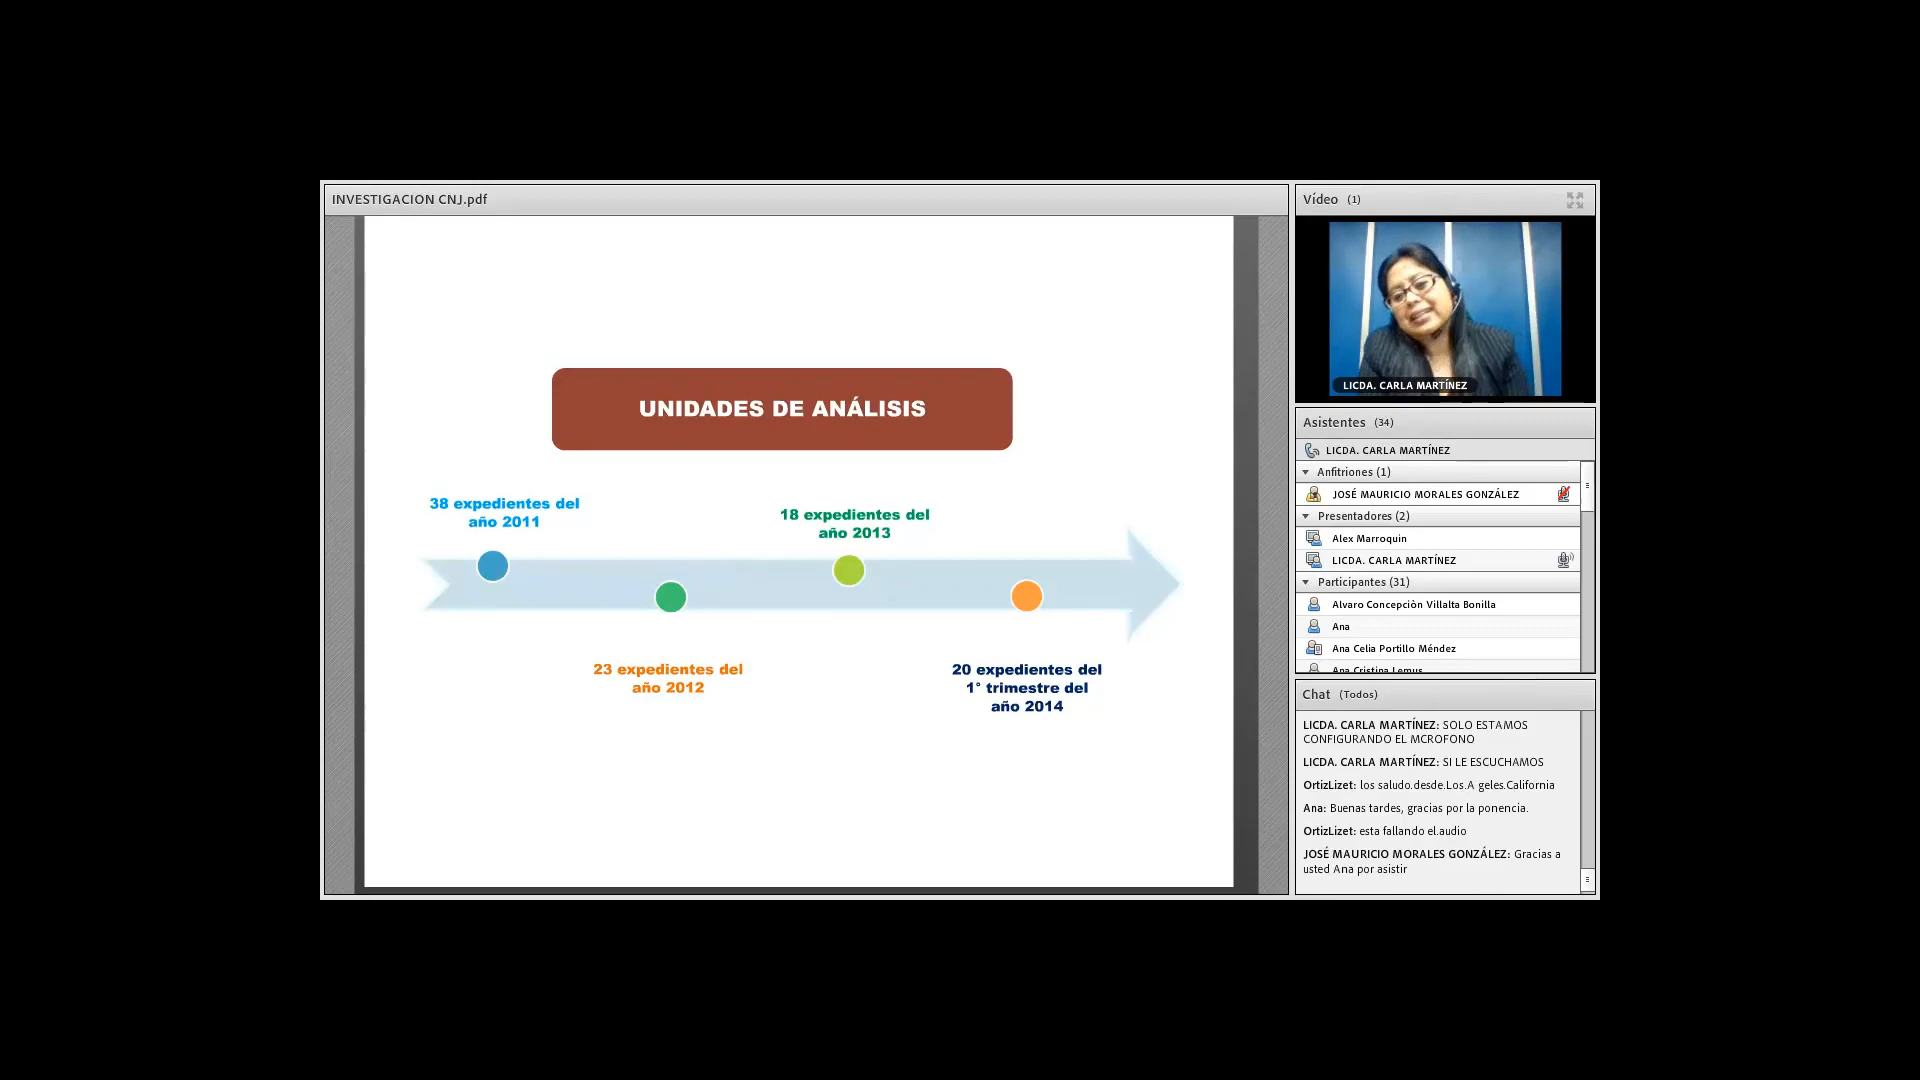 INVESTIGACION CNJ.pdf
UNIDADES DE ANÁLISIS
38 expedientes del
año 2011
18 expedientes del
año 2013
23 expedientes del
año 2012
20 expedientes del
1° trimestre del
año 2014
Vídeo (1)
LICDA. CARLA MARTÍNEZ
Asistentes (34)
LICDA. CARLA MARTÍNEZ
Anfitriones (1)
JOSÉ MAURICIO MORALES GONZÁLEZ
Presentadores (2)
Alex Marroquin
LICDA. CARLA MARTÍNEZ
Participantes (31)
Alvaro Concepciòn Villalta Bonilla
Ana
Ana Celia Portillo Méndez
Ana Cristina Lemus
Chat (Todos)
LICDA. CARLA MARTÍNEZ: SOLO ESTAMOS
CONFIGURANDO EL MCROFONO
LICDA. CARLA MARTÍNEZ: SI LE ESCUCHAMOS
OrtizLizet: los saludo.desde.Los.A geles.California
Ana: Buenas tardes, gracias por la ponencia.
OrtizLizet: esta fallando el.audio
JOSÉ MAURICIO MORALES GONZÁLEZ: Gracias a
usted Ana por asistir